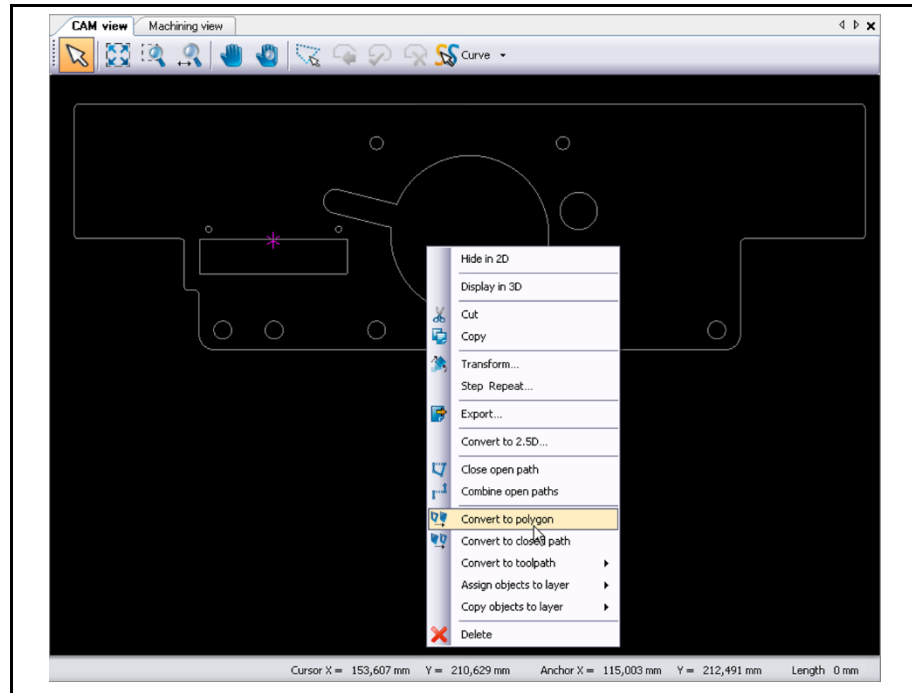 CAM view Machining view
Curve
Hide in 2D
Display in 3D
Cut
Copy
Transform...
Step Repeat...
Export...
Convert to 2.5D...
Close open path
Combine open paths
Convert to polygon
Convert to closed path
Convert to toolpath
Assign objects to layer
Copy objects to layer
Delete
Cursor X = 153,607 mm Y = 210,629 mm Anchor X = 115,003 mm Y = 212,491 mm Length 0 mm